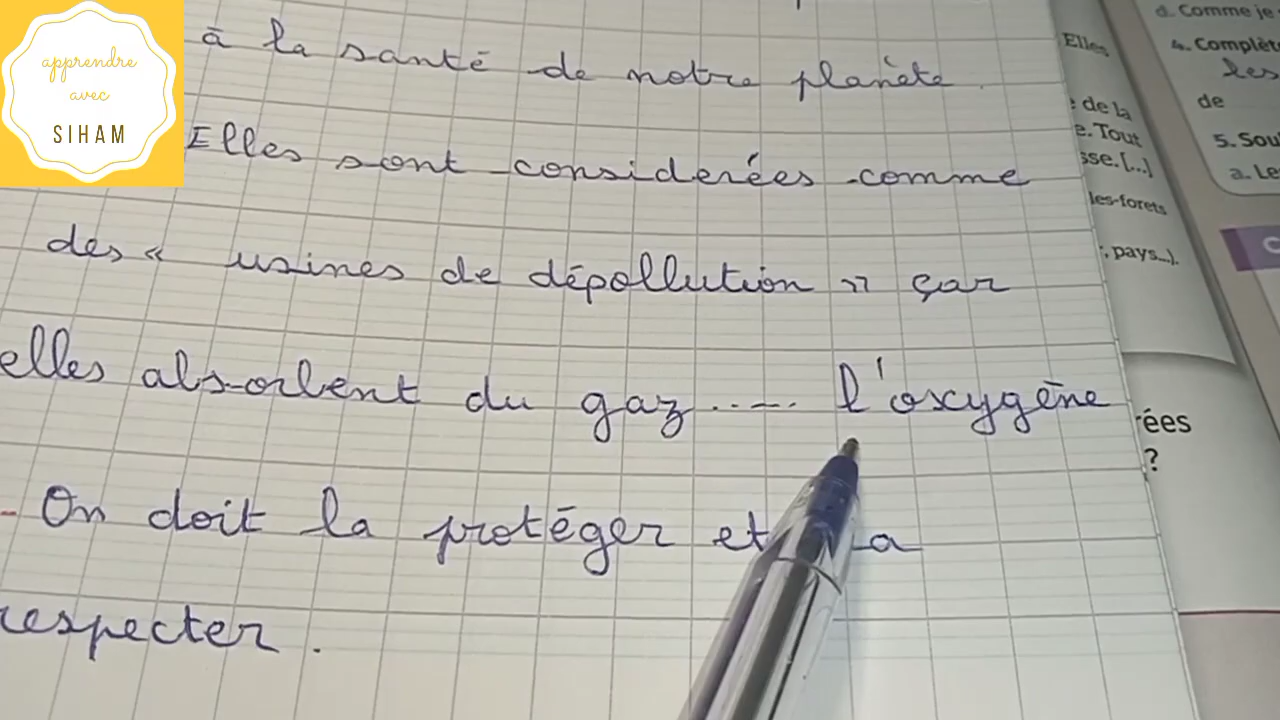 apprendre
avec
SIHAM
à la santé de notre planète.
Elles sont considerées comme
des « usines de dépollution » çar
elles absorbent du gaz ..... l'oxygène
- On doit la protéger et la
respecter.
Elles
de la
e. Tout
sse. [...]
les-forets
, pays...).
rées
?
d. Comme je
4. Complèt
les
de
5. Sou
a. Le
C